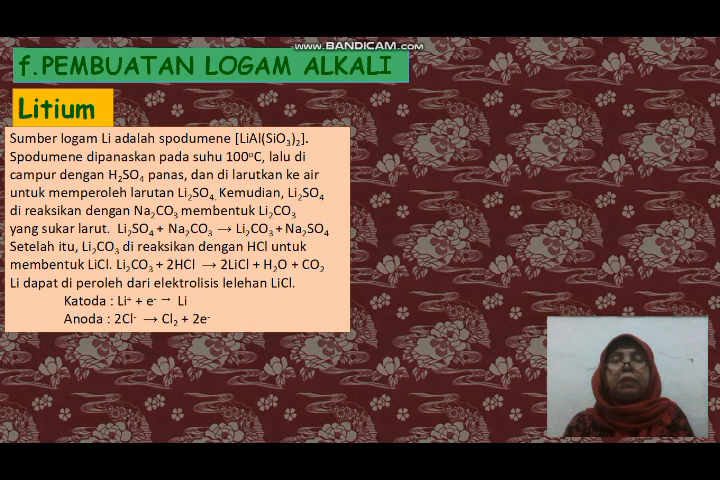 www.BANDICAM.com
f.PEMBUATAN LOGAM ALKALI
Litium
Sumber logam Li adalah spodumene [LiAl(SiO₃)₂].
Spodumene dipanaskan pada suhu 100°C, lalu di
campur dengan H₂SO₄ panas, dan di larutkan ke air
untuk memperoleh larutan Li₂SO₄. Kemudian, Li₂SO₄
di reaksikan dengan Na₂CO₃ membentuk Li₂CO₃
yang sukar larut. Li₂SO₄ + Na₂CO₃ → Li₂CO₃ + Na₂SO₄
Setelah itu, Li₂CO₃ di reaksikan dengan HCl untuk
membentuk LiCl. Li₂CO₃ + 2HCl → 2LiCl + H₂O + CO₂
Li dapat di peroleh dari elektrolisis lelehan LiCl.
Katoda : Li⁺ + e⁻ → Li
Anoda : 2Cl⁻ → Cl₂ + 2e⁻